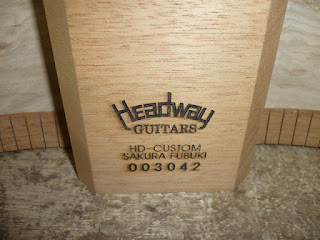 Headway
GUITARS
HD-CUSTOM
SAKURA FUBUKI
003042